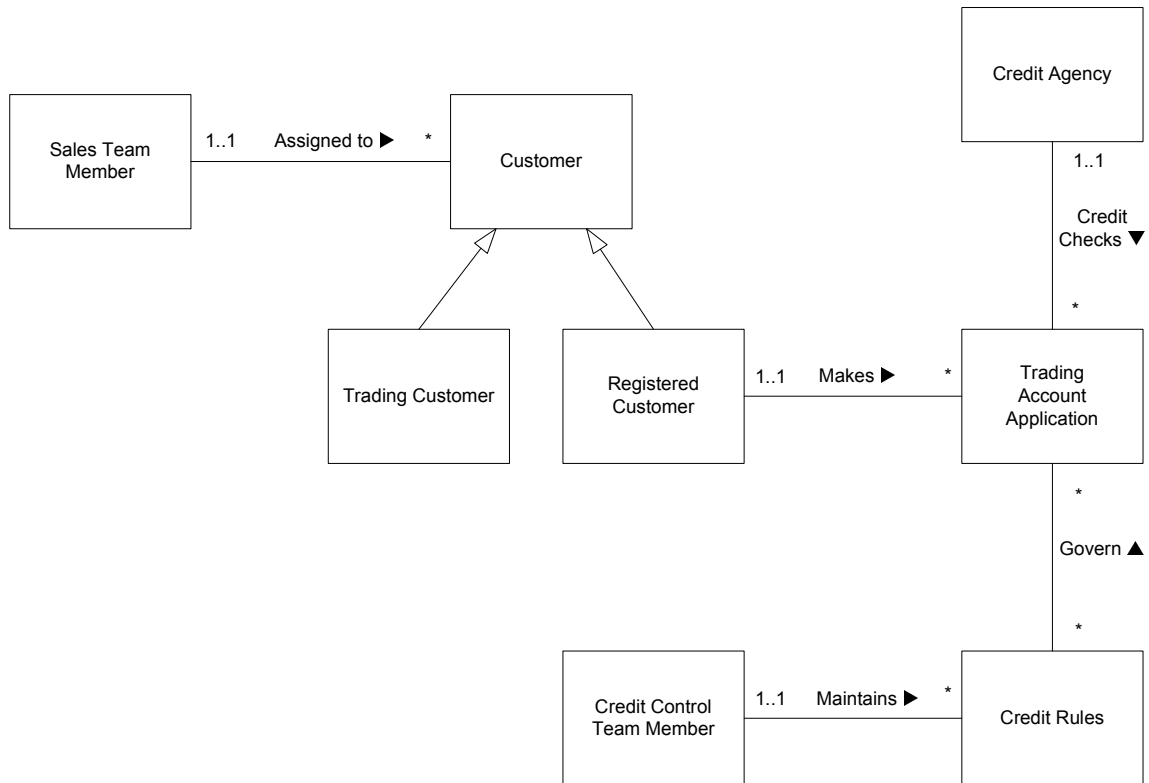 Credit Agency
Sales Team
Member
1..1
Assigned to ▶
*
Customer
1..1
Credit
Checks ▼
*
Trading Customer
Registered
Customer
1..1
Makes ▶
*
Trading
Account
Application
*
Govern ▲
*
Credit Control
Team Member
1..1
Maintains ▶
*
Credit Rules